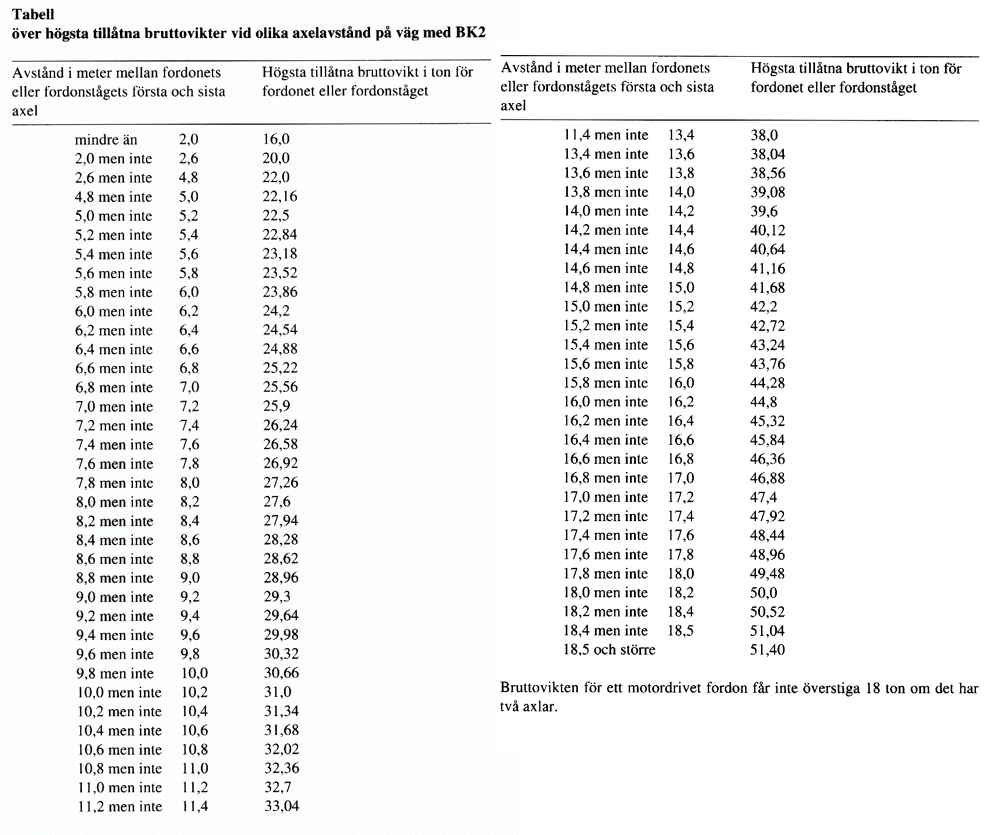 Tabell
över högsta tillåtna bruttovikter vid olika axelavstånd på väg med BK2
Avstånd i meter mellan fordonets Högsta tillåtna bruttovikt i ton för
eller fordonstågets första och sista fordonet eller fordonståget
axel
mindre än 2,0 16,0
2,0 men inte 2,6 20,0
2,6 men inte 4,8 22,0
4,8 men inte 5,0 22,16
5,0 men inte 5,2 22,5
5,2 men inte 5,4 22,84
5,4 men inte 5,6 23,18
5,6 men inte 5,8 23,52
5,8 men inte 6,0 23,86
6,0 men inte 6,2 24,2
6,2 men inte 6,4 24,54
6,4 men inte 6,6 24,88
6,6 men inte 6,8 25,22
6,8 men inte 7,0 25,56
7,0 men inte 7,2 25,9
7,2 men inte 7,4 26,24
7,4 men inte 7,6 26,58
7,6 men inte 7,8 26,92
7,8 men inte 8,0 27,26
8,0 men inte 8,2 27,6
8,2 men inte 8,4 27,94
8,4 men inte 8,6 28,28
8,6 men inte 8,8 28,62
8,8 men inte 9,0 28,96
9,0 men inte 9,2 29,3
9,2 men inte 9,4 29,64
9,4 men inte 9,6 29,98
9,6 men inte 9,8 30,32
9,8 men inte 10,0 30,66
10,0 men inte 10,2 31,0
10,2 men inte 10,4 31,34
10,4 men inte 10,6 31,68
10,6 men inte 10,8 32,02
10,8 men inte 11,0 32,36
11,0 men inte 11,2 32,7
11,2 men inte 11,4 33,04
Avstånd i meter mellan fordonets Högsta tillåtna bruttovikt i ton för
eller fordonstågets första och sista fordonet eller fordonståget
axel
11,4 men inte 13,4 38,0
13,4 men inte 13,6 38,04
13,6 men inte 13,8 38,56
13,8 men inte 14,0 39,08
14,0 men inte 14,2 39,6
14,2 men inte 14,4 40,12
14,4 men inte 14,6 40,64
14,6 men inte 14,8 41,16
14,8 men inte 15,0 41,68
15,0 men inte 15,2 42,2
15,2 men inte 15,4 42,72
15,4 men inte 15,6 43,24
15,6 men inte 15,8 43,76
15,8 men inte 16,0 44,28
16,0 men inte 16,2 44,8
16,2 men inte 16,4 45,32
16,4 men inte 16,6 45,84
16,6 men inte 16,8 46,36
16,8 men inte 17,0 46,88
17,0 men inte 17,2 47,4
17,2 men inte 17,4 47,92
17,4 men inte 17,6 48,44
17,6 men inte 17,8 48,96
17,8 men inte 18,0 49,48
18,0 men inte 18,2 50,0
18,2 men inte 18,4 50,52
18,4 men inte 18,5 51,04
18,5 och större 51,40
Bruttovikten för ett motordrivet fordon får inte överstiga 18 ton om det har
två axlar.